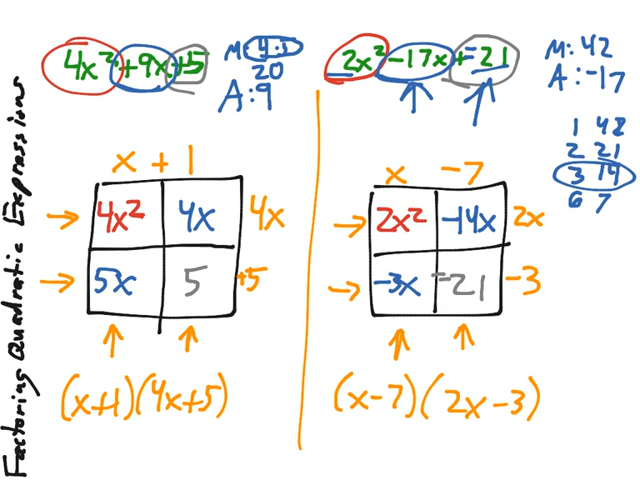 Factoring Quadratic Expressions
4x² +9x +5
M: 4·5
20
A: 9
x + 1
4x² 4x 4x
5x 5 +5
(x+1)(4x+5)
2x² -17x + -21
M: 42
A: -17
1 42
2 21
3 14
6 7
x -7
2x² -14x 2x
-3x -21 -3
(x-7)(2x-3)